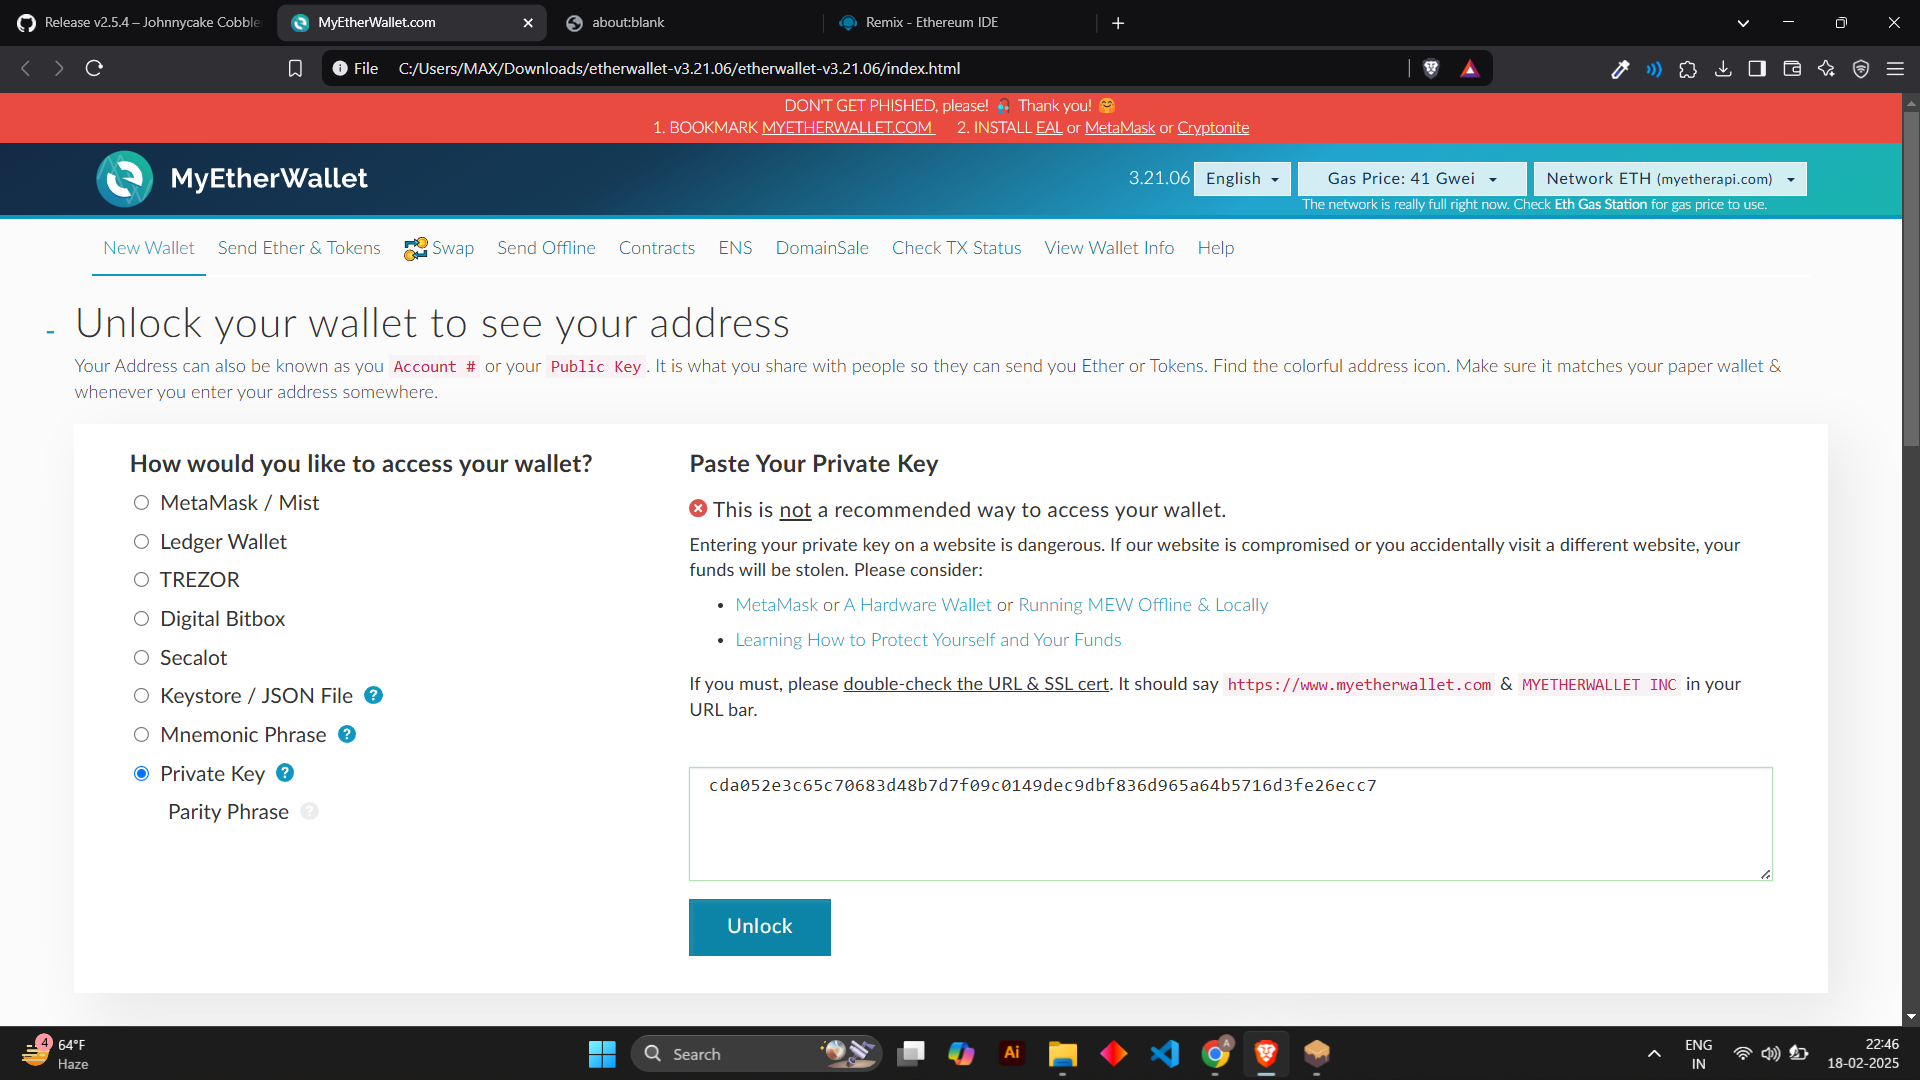 Release v2.5.4 – Johnnycake Cobble
MyEtherWallet.com
about:blank
Remix - Ethereum IDE
File
C:/Users/MAX/Downloads/etherwallet-v3.21.06/etherwallet-v3.21.06/index.html
DON'T GET PHISHED, please! 🎣 Thank you! 🤗
1. BOOKMARK MYETHERWALLET.COM 2. INSTALL EAL or MetaMask or Cryptonite
MyEtherWallet
3.21.06
English
Gas Price: 41 Gwei
Network ETH (myetherapi.com)
The network is really full right now. Check Eth Gas Station for gas price to use.
New Wallet
Send Ether & Tokens
Swap
Send Offline
Contracts
ENS
DomainSale
Check TX Status
View Wallet Info
Help
- Unlock your wallet to see your address
Your Address can also be known as you Account # or your Public Key. It is what you share with people so they can send you Ether or Tokens. Find the colorful address icon. Make sure it matches your paper wallet &
whenever you enter your address somewhere.
How would you like to access your wallet?
MetaMask / Mist
Ledger Wallet
TREZOR
Digital Bitbox
Secalot
Keystore / JSON File ?
Mnemonic Phrase ?
Private Key ?
Parity Phrase ?
Paste Your Private Key
This is not a recommended way to access your wallet.
Entering your private key on a website is dangerous. If our website is compromised or you accidentally visit a different website, your
funds will be stolen. Please consider:
• MetaMask or A Hardware Wallet or Running MEW Offline & Locally
• Learning How to Protect Yourself and Your Funds
If you must, please double-check the URL & SSL cert. It should say https://www.myetherwallet.com & MYETHERWALLET INC in your
URL bar.
cda052e3c65c70683d48b7d7f09c0149dec9dbf836d965a64b5716d3fe26ecc7
Unlock
4
64°F
Haze
Search
Ai
A
ENG
IN
22:46
18-02-2025